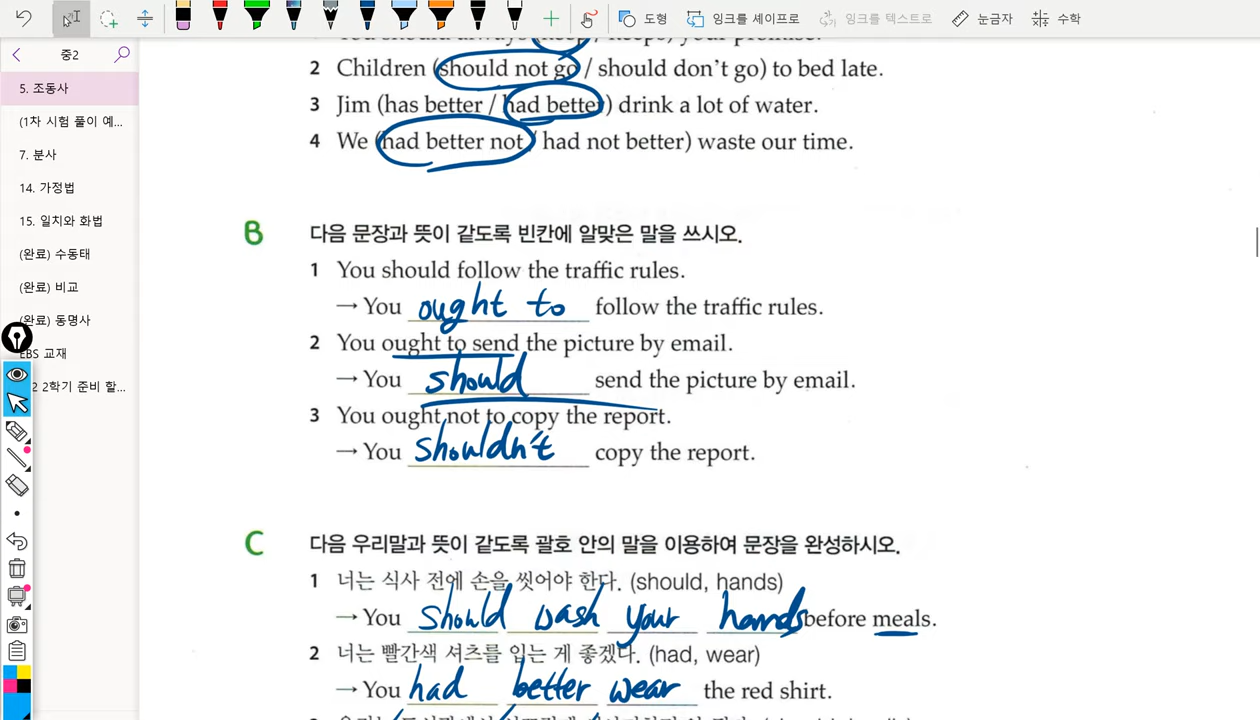 도형
잉크를 셰이프로
잉크를 텍스트로
눈금자
수학
중2
5. 조동사
(1차 시험 풀이 예...
7. 분사
14. 가정법
15. 일치와 화법
(완료) 수동태
(완료) 비교
(완료) 동명사
EBS 교재
2 2학기 준비 할...
2 Children (should not go / should don't go) to bed late.
3 Jim (has better / had better) drink a lot of water.
4 We (had better not / had not better) waste our time.
B 다음 문장과 뜻이 같도록 빈칸에 알맞은 말을 쓰시오.
1 You should follow the traffic rules.
→ You ought to follow the traffic rules.
2 You ought to send the picture by email.
→ You should send the picture by email.
3 You ought not to copy the report.
→ You shouldn't copy the report.
C 다음 우리말과 뜻이 같도록 괄호 안의 말을 이용하여 문장을 완성하시오.
1 너는 식사 전에 손을 씻어야 한다. (should, hands)
→ You should wash your hands before meals.
2 너는 빨간색 셔츠를 입는 게 좋겠다. (had, wear)
→ You had better wear the red shirt.